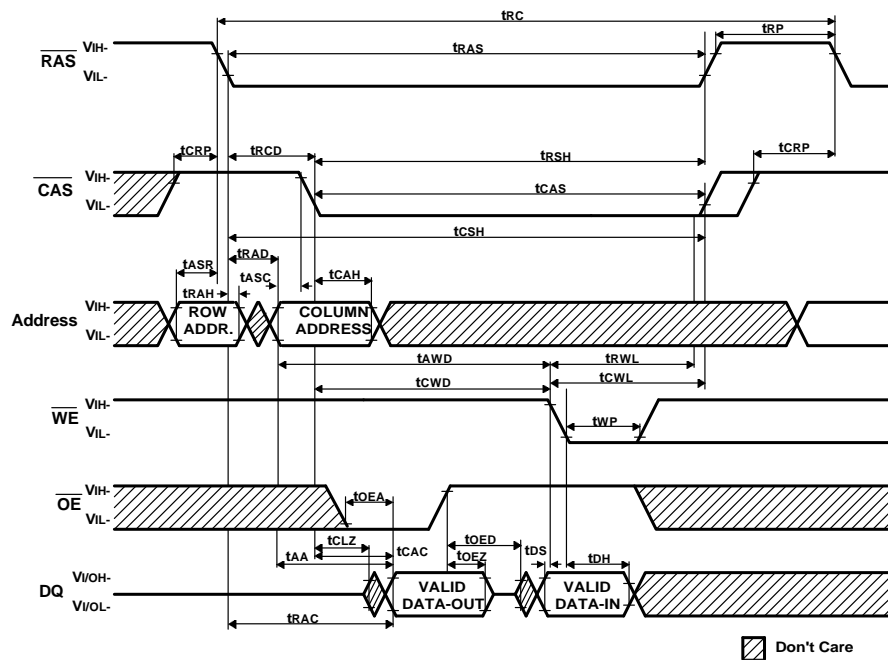 tRC
tRP
VIH-
RAS
tRAS
VIL-
tCRP
tRCD
tRSH
tCRP
VIH-
CAS
tCAS
VIL-
tCSH
tRAD
tASR
tASC
tCAH
tRAH
VIH-
Address
ROW
ADDR.
COLUMN
ADDRESS
VIL-
tAWD
tRWL
tCWD
tCWL
VIH-
WE
tWP
VIL-
VIH-
OE
tOEA
VIL-
tOED
tCLZ
tCAC
tOEZ
tDS
tAA
tDH
VI/OH-
DQ
VALID
DATA-OUT
VALID
DATA-IN
VI/OL-
tRAC
Don't Care